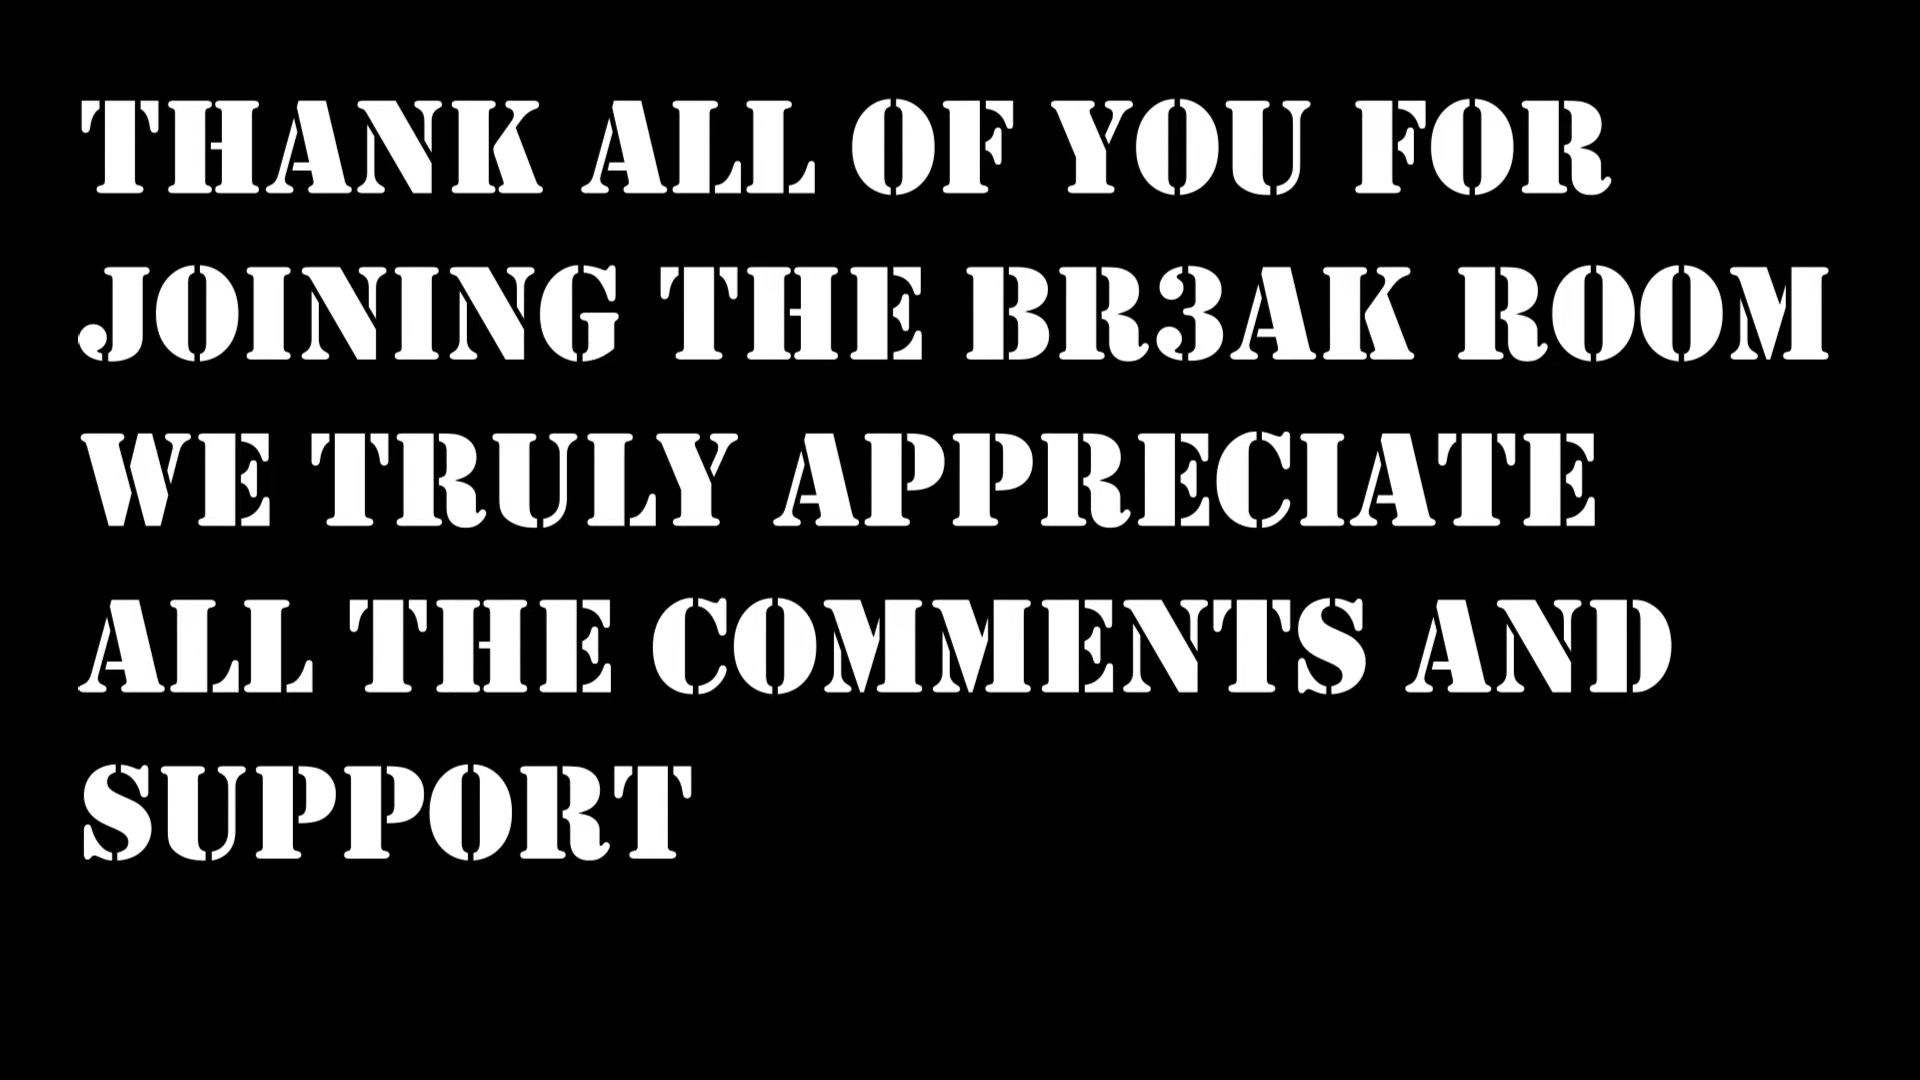 THANK ALL OF YOU FOR
JOINING THE BR3AK ROOM
WE TRULY APPRECIATE
ALL THE COMMENTS AND
SUPPORT